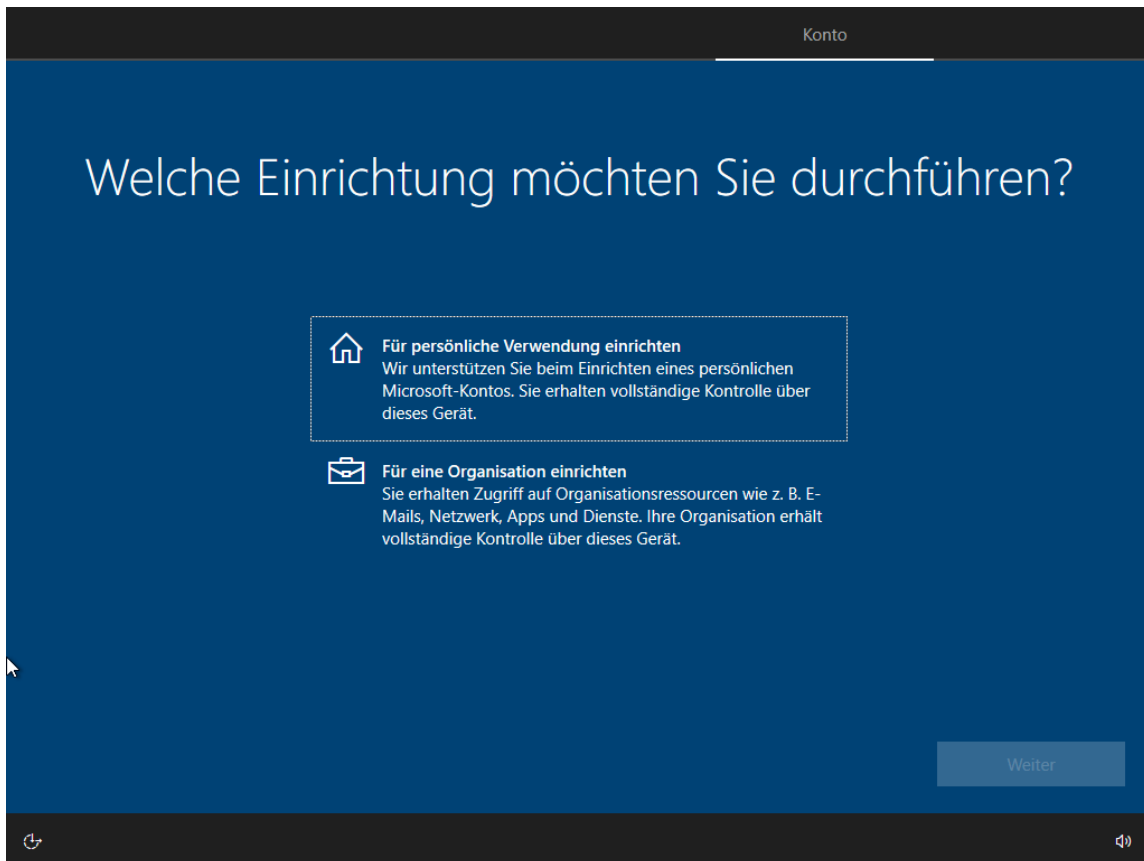 Konto
Welche Einrichtung möchten Sie durchführen?
Für persönliche Verwendung einrichten
Wir unterstützen Sie beim Einrichten eines persönlichen
Microsoft-Kontos. Sie erhalten vollständige Kontrolle über
dieses Gerät.
Für eine Organisation einrichten
Sie erhalten Zugriff auf Organisationsressourcen wie z. B. E-
Mails, Netzwerk, Apps und Dienste. Ihre Organisation erhält
vollständige Kontrolle über dieses Gerät.
Weiter